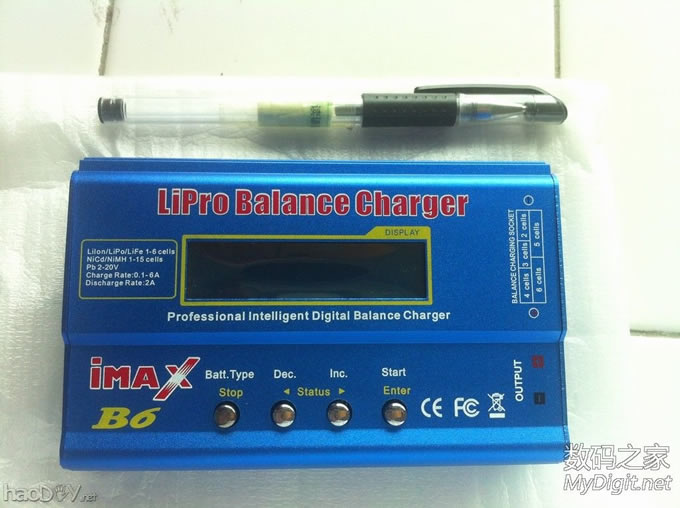 LiPro Balance Charger
DISPLAY
LiIon/LiPo/LiFe 1-6 cells
NiCd/NiMH 1-15 cells
Pb 2-20V
Charge Rate:0.1-6A
Discharge Rate:2A
BALANCE CHARGING SOCKET
4 cells 3 cells 2 cells
6 cells 5 cells
Professional Intelligent Digital Balance Charger
iMAX
B6
Batt.Type Dec. Inc. Start
Stop ◄ Status ► Enter
CE FC
OUTPUT
数码之家
MyDigit.net